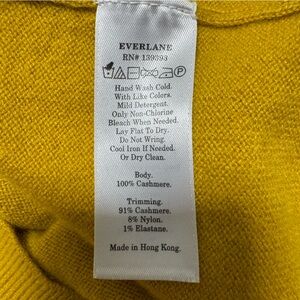 EVERLANE
RN# 139393
Hand Wash Cold.
With Like Colors.
Mild Detergent.
Only Non-Chlorine
Bleach When Needed.
Lay Flat To Dry.
Do Not Wring.
Cool Iron If Needed.
Or Dry Clean.
Body.
100% Cashmere.
Trimming.
91% Cashmere.
8% Nylon.
1% Elastane.
Made in Hong Kong.